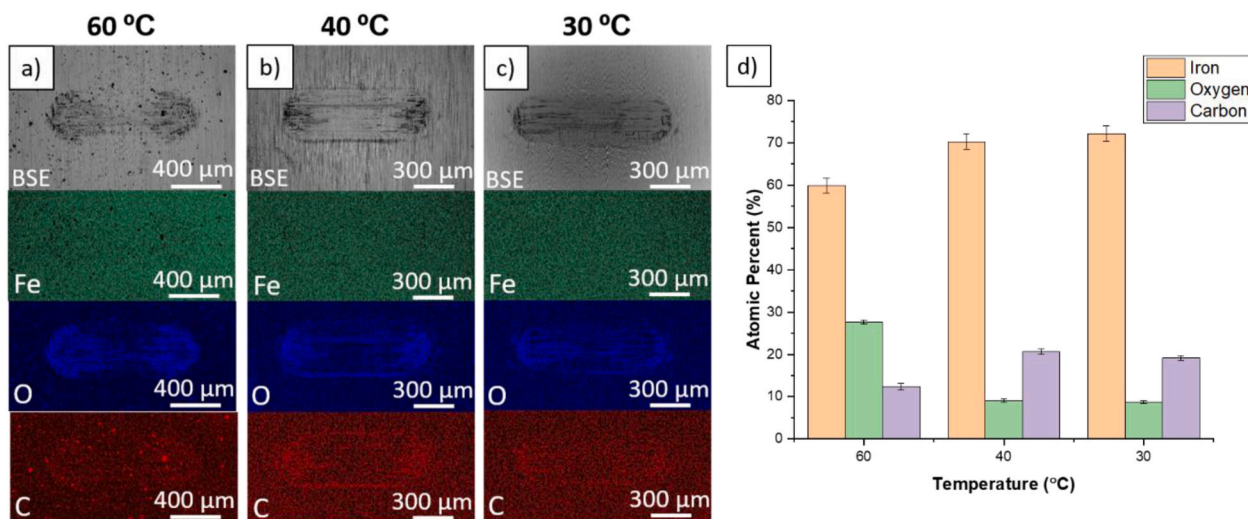 60 ºC 40 ºC 30 ºC
a) b) c) d)
BSE 400 μm BSE 300 μm BSE 300 μm
Fe 400 μm Fe 300 μm Fe 300 μm
O 400 μm O 300 μm O 300 μm
C 400 μm C 300 μm C 300 μm
Iron
Oxygen
Carbon
Atomic Percent (%)
80
70
60
50
40
30
20
10
0
60 40 30
Temperature (°C)